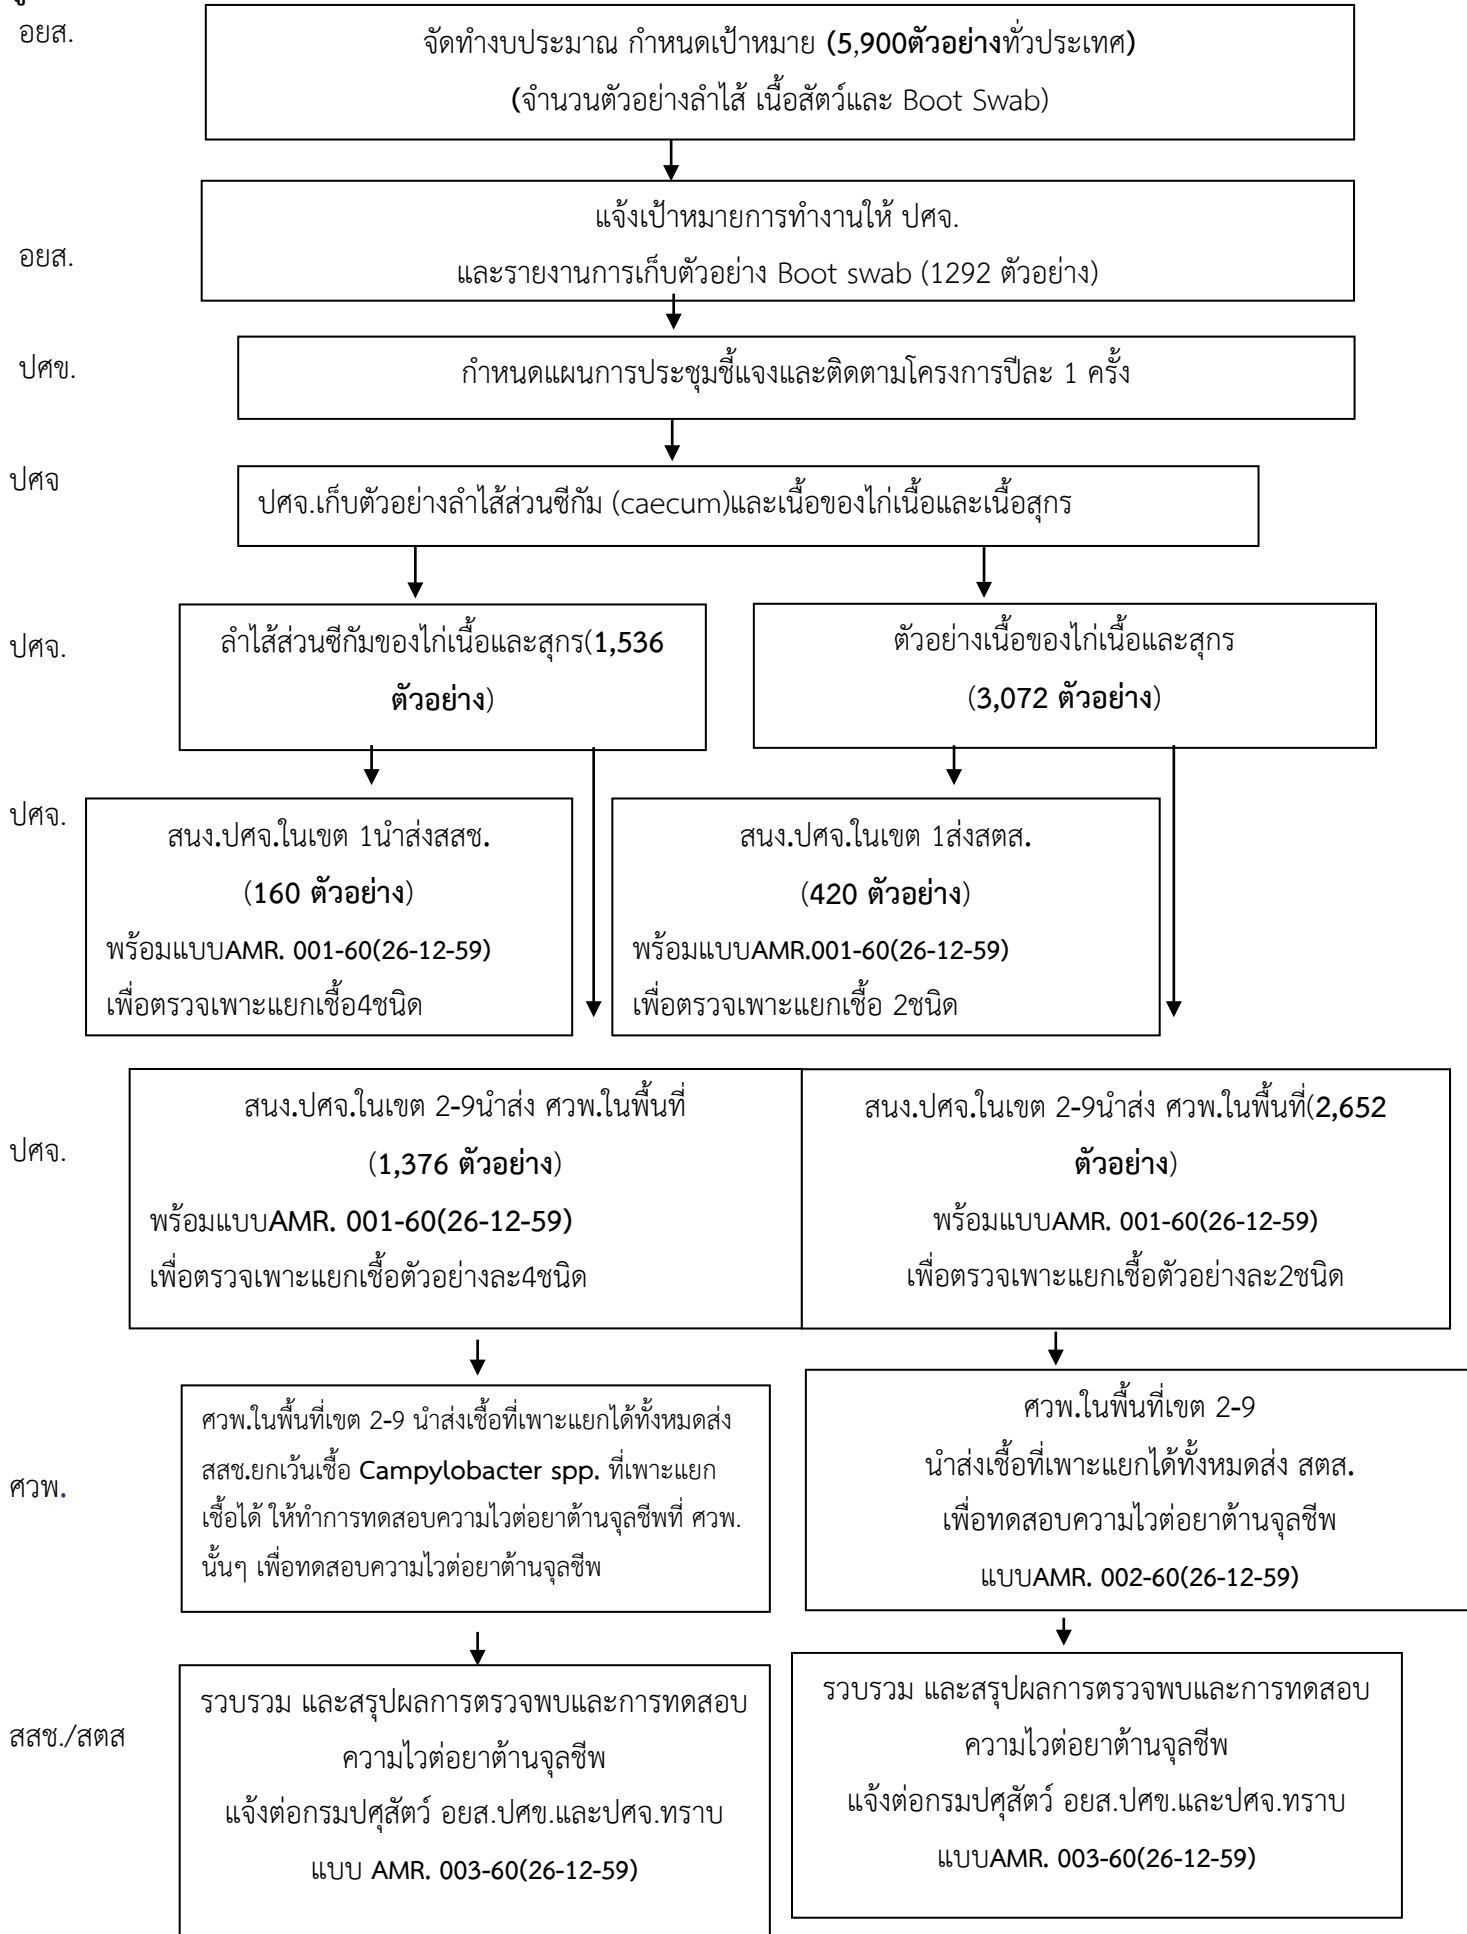 อยส.
จัดทำงบประมาณ กำหนดเป้าหมาย (5,900ตัวอย่างทั่วประเทศ)
(จำนวนตัวอย่างลำไส้ เนื้อสัตว์และ Boot Swab)
แจ้งเป้าหมายการทำงานให้ ปศจ.
อยส.
และรายงานการเก็บตัวอย่าง Boot swab (1292 ตัวอย่าง)
ปศข.
กำหนดแผนการประชุมชี้แจงและติดตามโครงการปีละ 1 ครั้ง
ปศจ
ปศจ.เก็บตัวอย่างลำไส้ส่วนซีกัม (caecum)และเนื้อของไก่เนื้อและเนื้อสุกร
ปศจ.
ลำไส้ส่วนซีกัมของไก่เนื้อและสุกร(1,536
ตัวอย่าง)
ตัวอย่างเนื้อของไก่เนื้อและสุกร
(3,072 ตัวอย่าง)
ปศจ.
สนง.ปศจ.ในเขต 1นำส่งสสช.
(160 ตัวอย่าง)
พร้อมแบบAMR. 001-60(26-12-59)
เพื่อตรวจเพาะแยกเชื้อ4ชนิด
สนง.ปศจ.ในเขต 1ส่งสตส.
(420 ตัวอย่าง)
พร้อมแบบAMR.001-60(26-12-59)
เพื่อตรวจเพาะแยกเชื้อ 2ชนิด
ปศจ.
สนง.ปศจ.ในเขต 2-9นำส่ง ศวพ.ในพื้นที่
(1,376 ตัวอย่าง)
พร้อมแบบAMR. 001-60(26-12-59)
เพื่อตรวจเพาะแยกเชื้อตัวอย่างละ4ชนิด
สนง.ปศจ.ในเขต 2-9นำส่ง ศวพ.ในพื้นที่(2,652
ตัวอย่าง)
พร้อมแบบAMR. 001-60(26-12-59)
เพื่อตรวจเพาะแยกเชื้อตัวอย่างละ2ชนิด
ศวพ.
ศวพ.ในพื้นที่เขต 2-9 นำส่งเชื้อที่เพาะแยกได้ทั้งหมดส่ง
สสช.ยกเว้นเชื้อ Campylobacter spp. ที่เพาะแยก
เชื้อได้ ให้ทำการทดสอบความไวต่อยาต้านจุลชีพที่ ศวพ.
นั้นๆ เพื่อทดสอบความไวต่อยาต้านจุลชีพ
ศวพ.ในพื้นที่เขต 2-9
นำส่งเชื้อที่เพาะแยกได้ทั้งหมดส่ง สตส.
เพื่อทดสอบความไวต่อยาต้านจุลชีพ
แบบAMR. 002-60(26-12-59)
สสช./สตส
รวบรวม และสรุปผลการตรวจพบและการทดสอบ
ความไวต่อยาต้านจุลชีพ
แจ้งต่อกรมปศุสัตว์ อยส.ปศข.และปศจ.ทราบ
แบบ AMR. 003-60(26-12-59)
รวบรวม และสรุปผลการตรวจพบและการทดสอบ
ความไวต่อยาต้านจุลชีพ
แจ้งต่อกรมปศุสัตว์ อยส.ปศข.และปศจ.ทราบ
แบบAMR. 003-60(26-12-59)